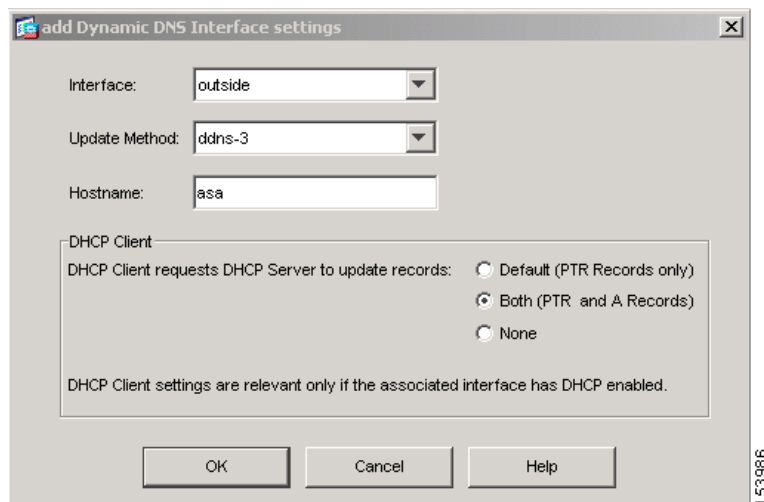 add Dynamic DNS Interface settings
Interface: outside
Update Method: ddns-3
Hostname: asa
DHCP Client
DHCP Client requests DHCP Server to update records: Default (PTR Records only)
Both (PTR and A Records)
None
DHCP Client settings are relevant only if the associated interface has DHCP enabled.
OK Cancel Help
153986